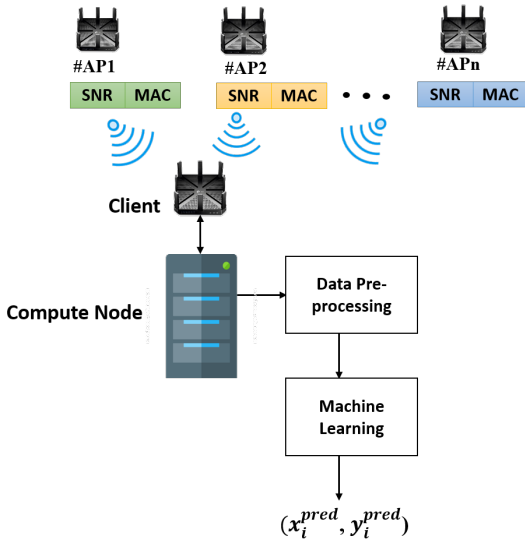 #AP1 #AP2 #APn
SNR MAC SNR MAC • • • SNR MAC
Client
Compute Node
Data Pre-
processing
Machine
Learning
(x_i^{pred}, y_i^{pred})